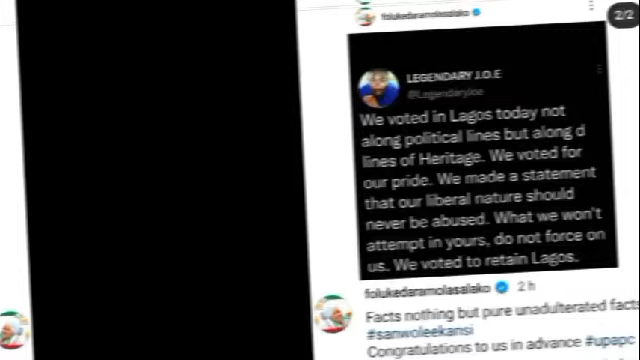 folukedaramolasalako
2/2
LEGENDARY J.O.E
@LegendaryJoe
We voted in Lagos today not
along political lines but along d
lines of Heritage. We voted for
our pride. We made a statement
that our liberal nature should
never be abused. What we won't
attempt in yours, do not force on
us. We voted to retain Lagos.
folukedaramolasalako 2 h
Facts nothing but pure unadulterated facts
#sanwoleekansi
Congratulations to us in advance #upapc